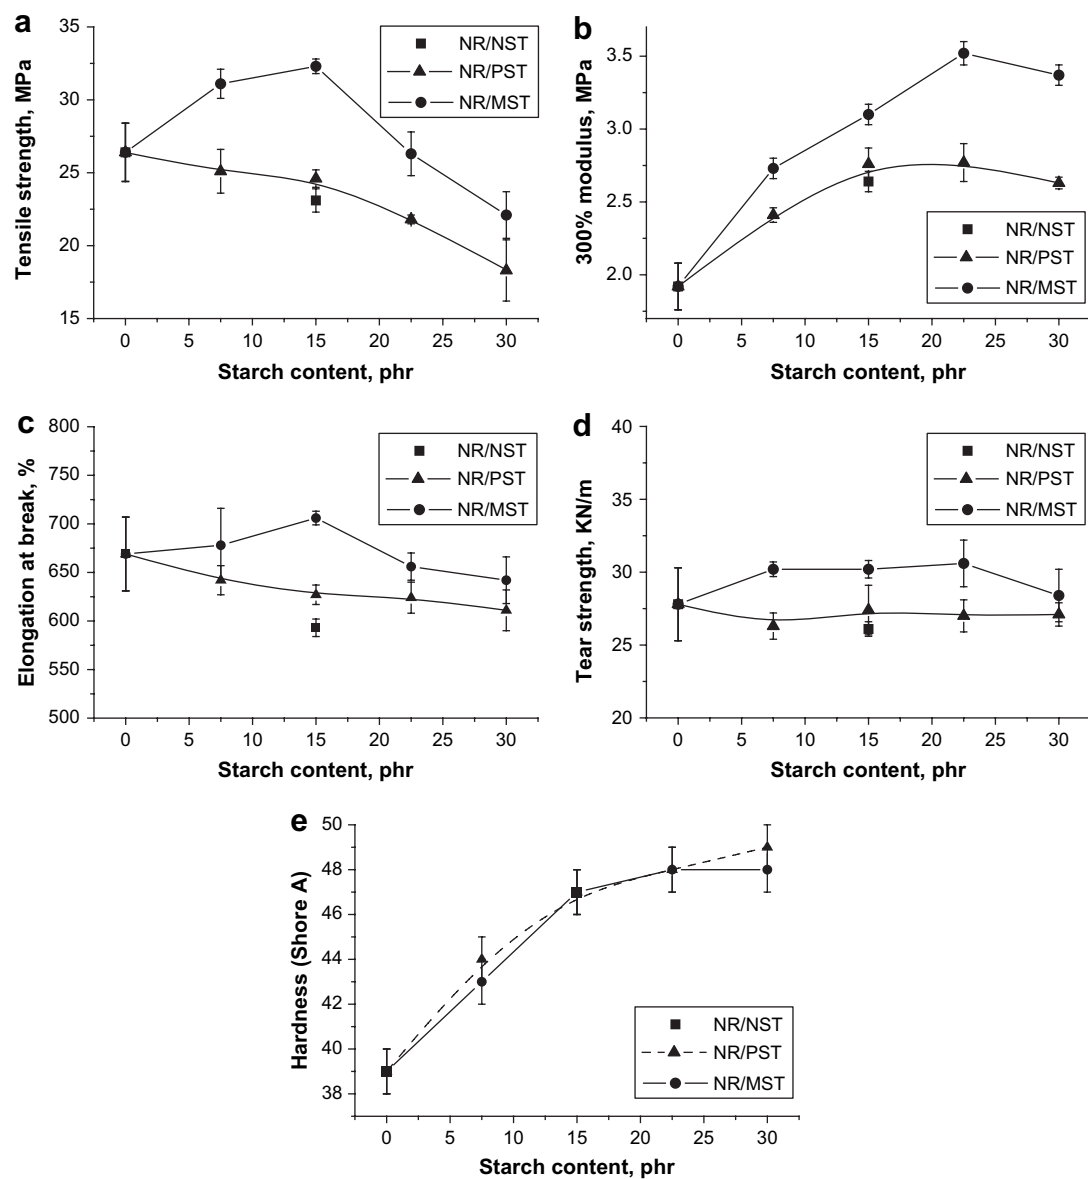 a
35
30
25
20
15
Tensile strength, MPa
0 5 10 15 20 25 30
Starch content, phr
NR/NST
NR/PST
NR/MST
b
3.5
3.0
2.5
2.0
300% modulus, MPa
0 5 10 15 20 25 30
Starch content, phr
NR/NST
NR/PST
NR/MST
c
800
750
700
650
600
550
500
Elongation at break, %
0 5 10 15 20 25 30
Starch content, phr
NR/NST
NR/PST
NR/MST
d
40
35
30
25
20
Tear strength, KN/m
0 5 10 15 20 25 30
Starch content, phr
NR/NST
NR/PST
NR/MST
e
50
48
46
44
42
40
38
Hardness (Shore A)
0 5 10 15 20 25 30
Starch content, phr
NR/NST
NR/PST
NR/MST